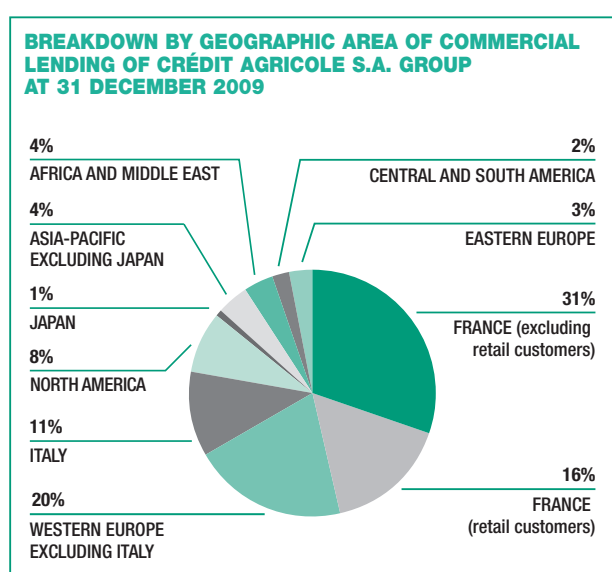 BREAKDOWN BY GEOGRAPHIC AREA OF COMMERCIAL
LENDING OF CRÉDIT AGRICOLE S.A. GROUP
AT 31 DECEMBER 2009
4%
AFRICA AND MIDDLE EAST
4%
ASIA-PACIFIC
EXCLUDING JAPAN
1%
JAPAN
8%
NORTH AMERICA
11%
ITALY
20%
WESTERN EUROPE
EXCLUDING ITALY
2%
CENTRAL AND SOUTH AMERICA
3%
EASTERN EUROPE
31%
FRANCE (excluding
retail customers)
16%
FRANCE
(retail customers)